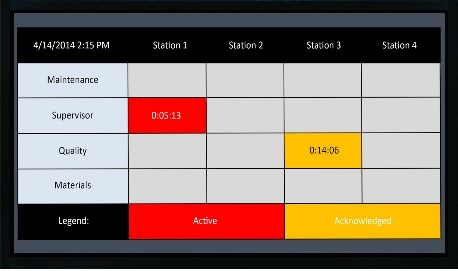 4/14/2014 2:15 PM Station 1 Station 2 Station 3 Station 4
Maintenance
Supervisor 0:05:13
Quality 0:14:06
Materials
Legend: Active Acknowledged